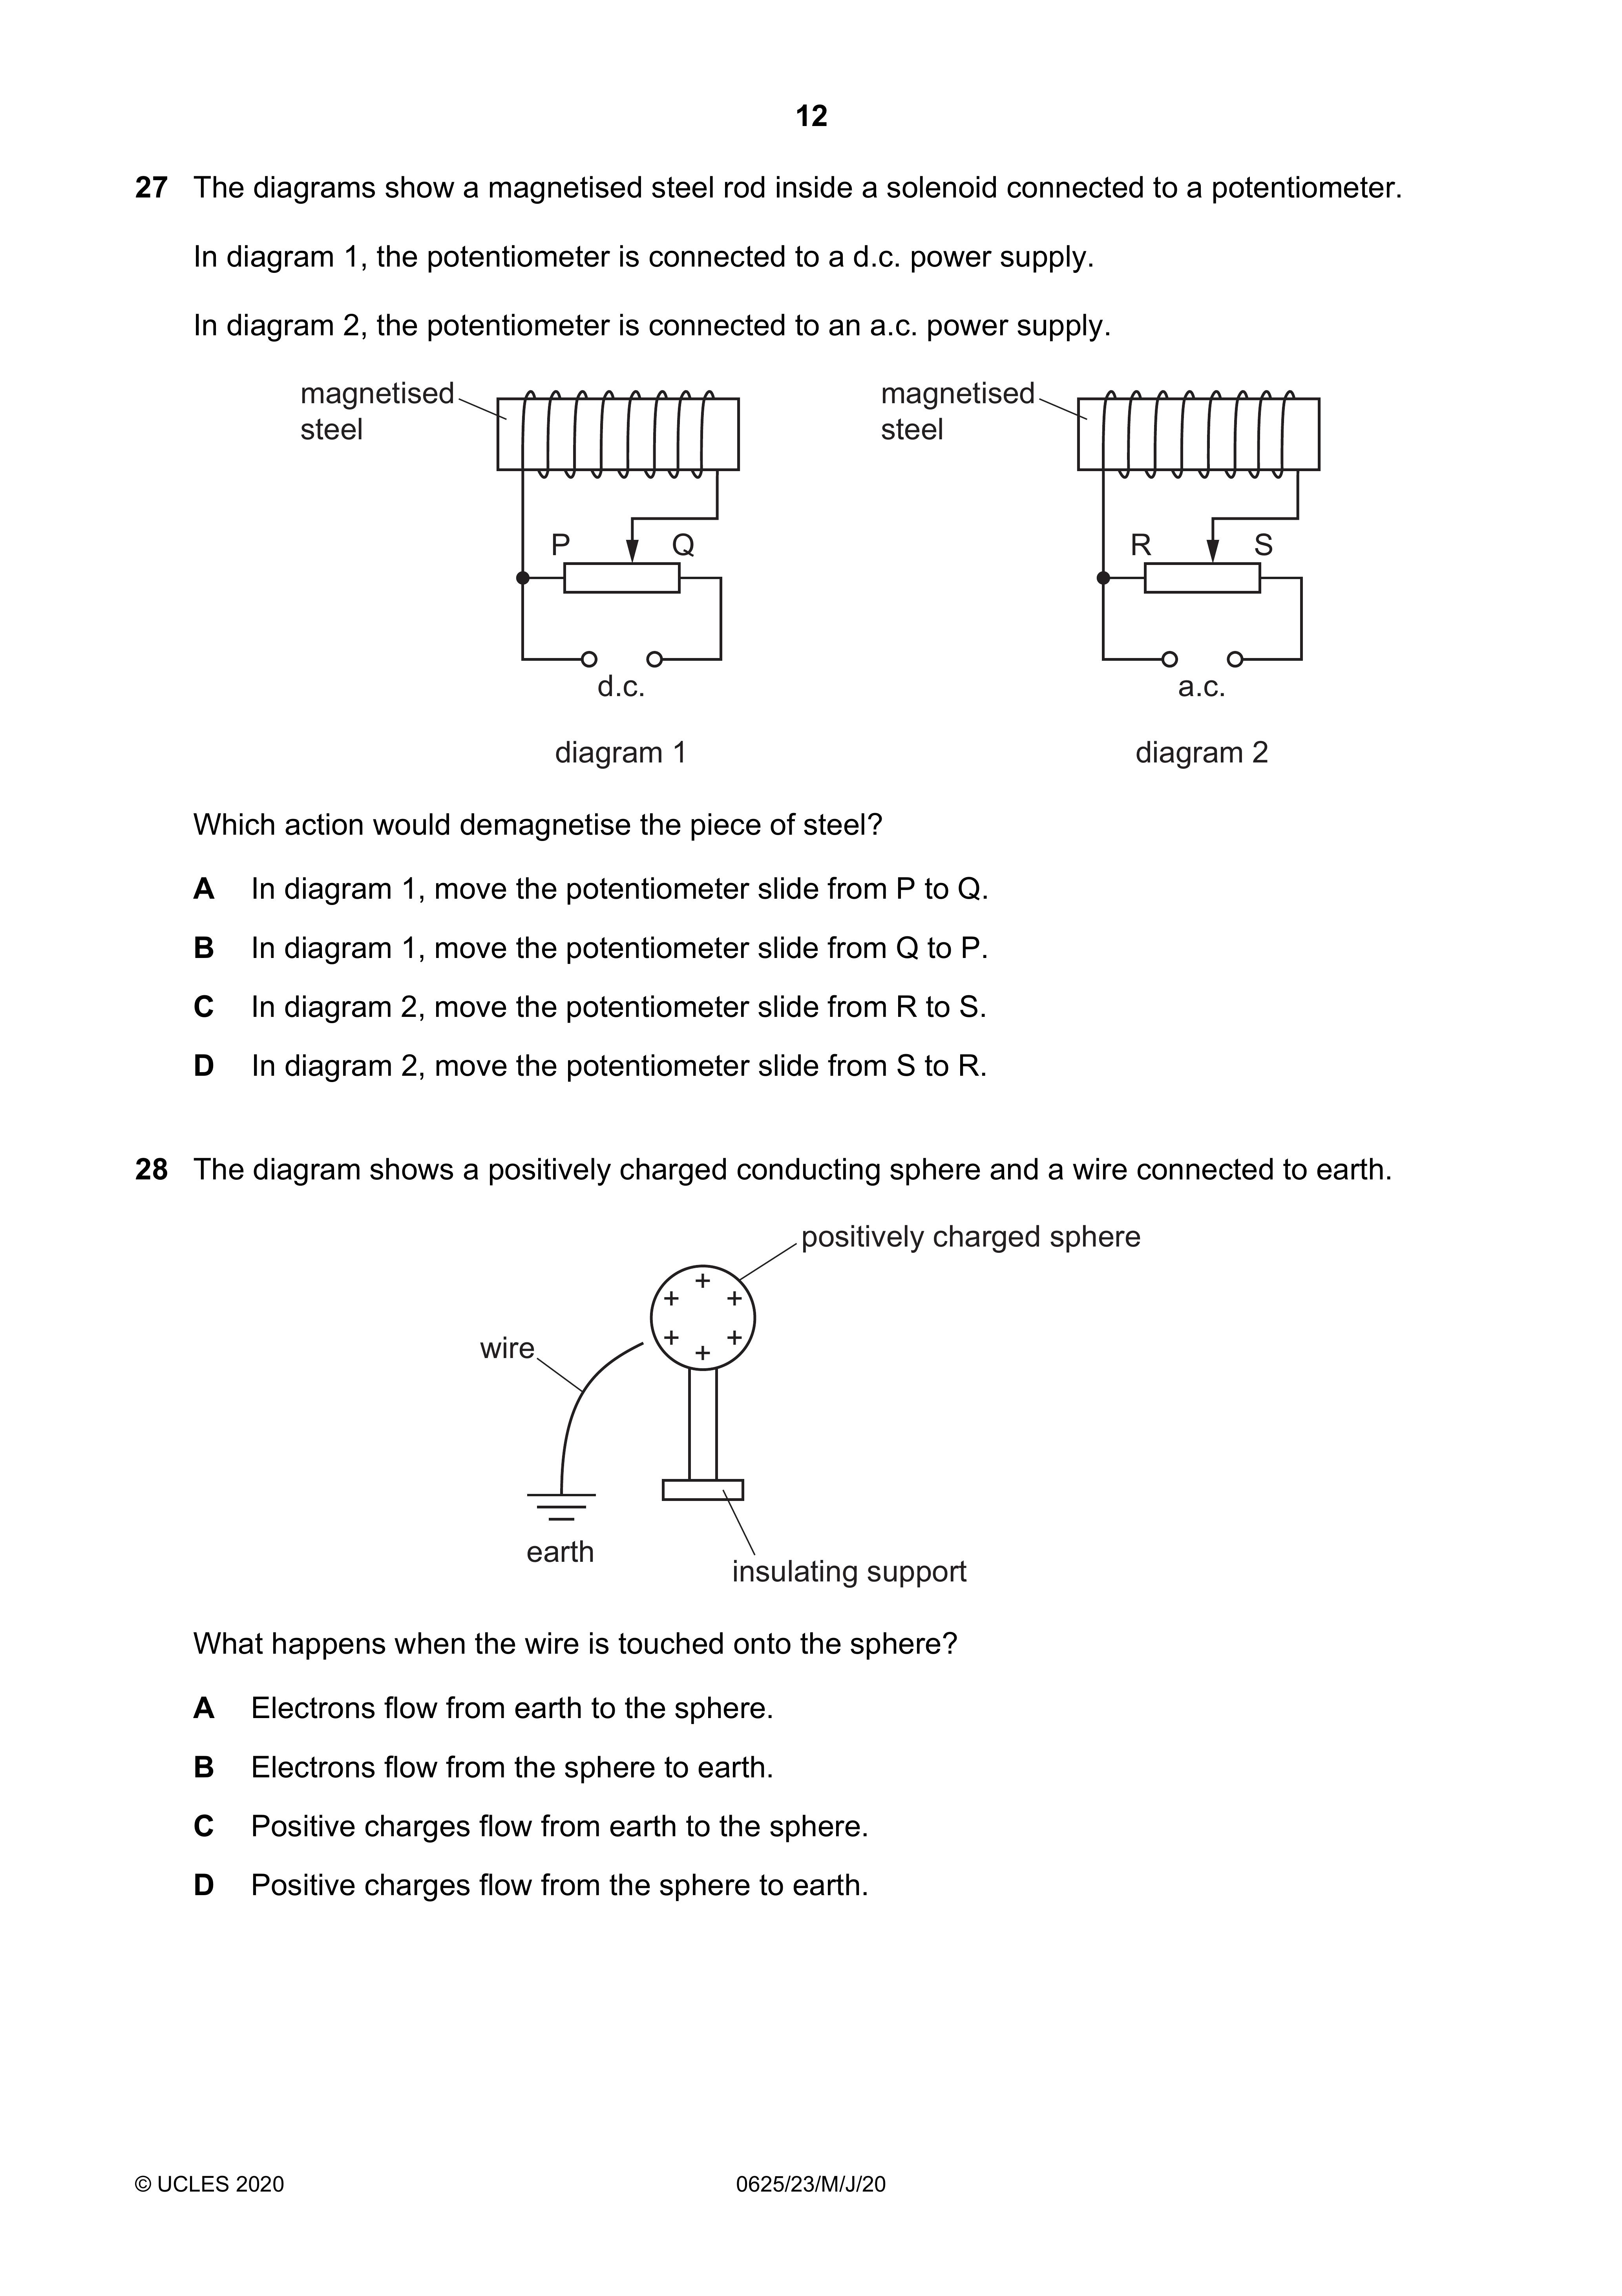 12
27 The diagrams show a magnetised steel rod inside a solenoid connected to a potentiometer.
In diagram 1, the potentiometer is connected to a d.c. power supply.
In diagram 2, the potentiometer is connected to an a.c. power supply.
magnetised
steel
P
Q
d.c.
diagram 1
magnetised
steel
R
S
a.c.
diagram 2
Which action would demagnetise the piece of steel?
A In diagram 1, move the potentiometer slide from P to Q.
B In diagram 1, move the potentiometer slide from Q to P.
C In diagram 2, move the potentiometer slide from R to S.
D In diagram 2, move the potentiometer slide from S to R.
28 The diagram shows a positively charged conducting sphere and a wire connected to earth.
positively charged sphere
+
+ +
+ +
+
wire
earth
insulating support
What happens when the wire is touched onto the sphere?
A Electrons flow from earth to the sphere.
B Electrons flow from the sphere to earth.
C Positive charges flow from earth to the sphere.
D Positive charges flow from the sphere to earth.
© UCLES 2020
0625/23/M/J/20